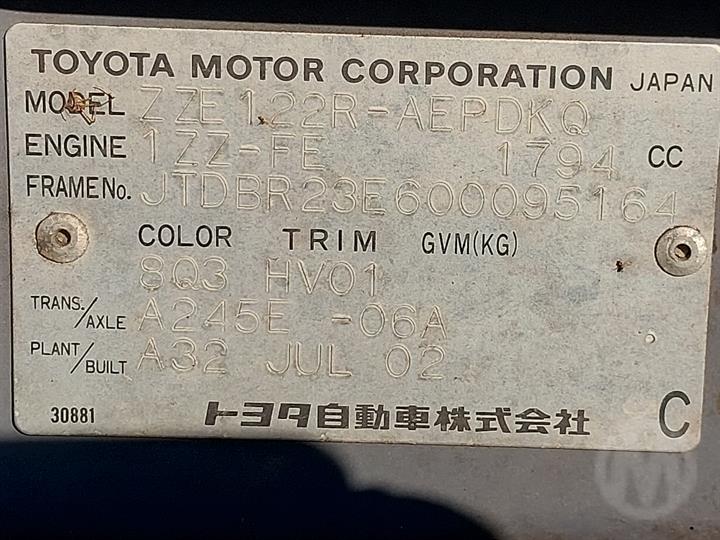 TOYOTA MOTOR CORPORATION JAPAN
MODEL ZZE122R-AEPDKQ
ENGINE 1ZZ-FE 1794 CC
FRAME No. JTDBR23E600095164
COLOR TRIM GVM(KG)
8Q3 HV01
TRANS./AXLE A245E -06A
PLANT/BUILT A32 JUL 02
30881 トヨタ自動車株式会社 C
M